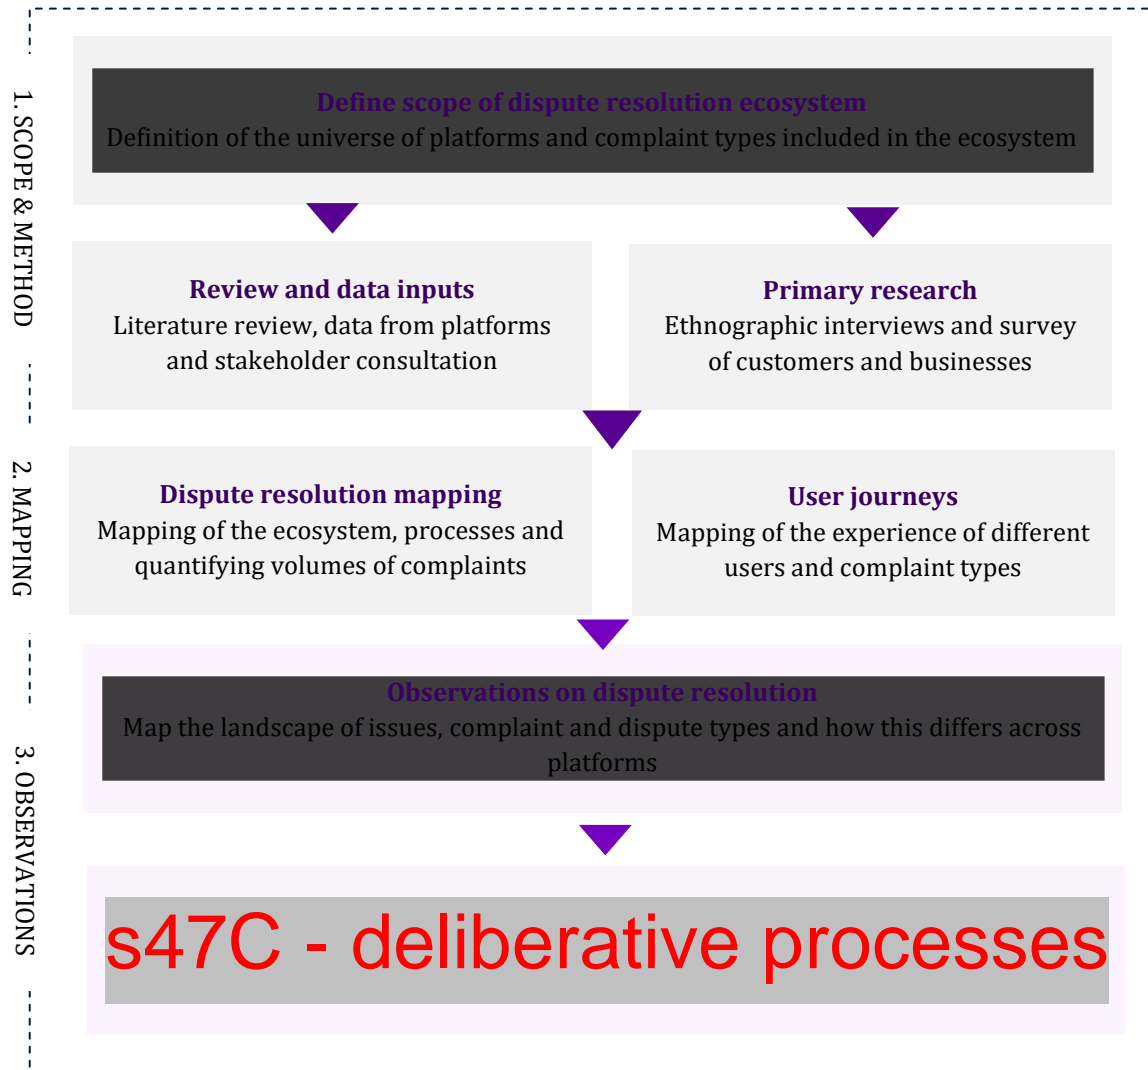 1. SCOPE & METHOD
Define scope of dispute resolution ecosystem
Definition of the universe of platforms and complaint types included in the ecosystem
Review and data inputs
Literature review, data from platforms
and stakeholder consultation
Primary research
Ethnographic interviews and survey
of customers and businesses
2. MAPPING
Dispute resolution mapping
Mapping of the ecosystem, processes and
quantifying volumes of complaints
User journeys
Mapping of the experience of different
users and complaint types
3. OBSERVATIONS
Observations on dispute resolution
Map the landscape of issues, complaint and dispute types and how this differs across
platforms
s47C - deliberative processes